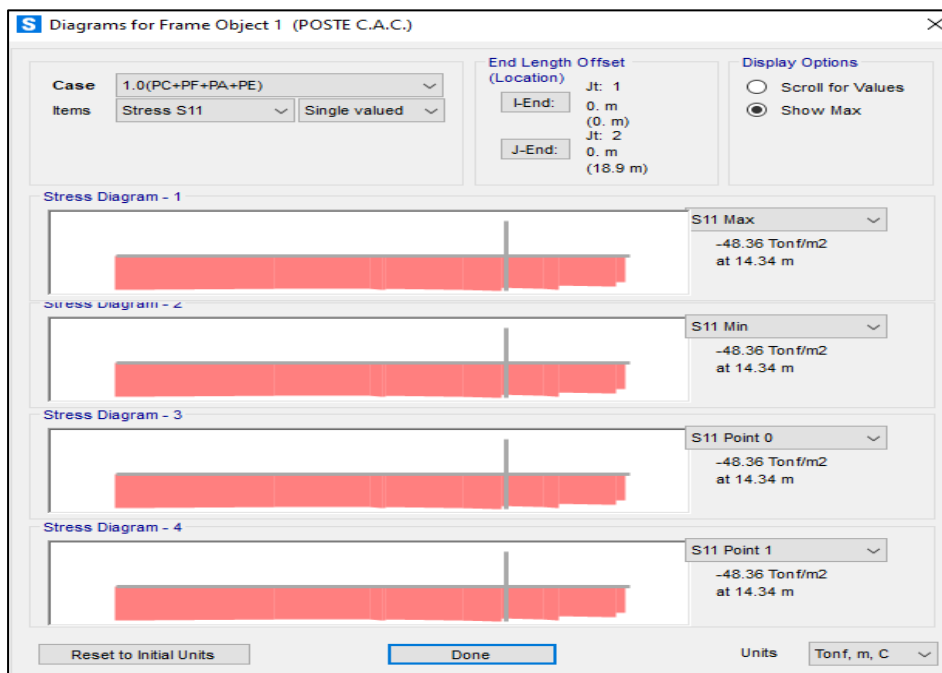 S Diagrams for Frame Object 1 (POSTE C.A.C.)
Case 1.0(PC+PF+PA+PE)
Items Stress S11 Single valued
End Length Offset
(Location)
Jt: 1
I-End: 0. m
(0. m)
Jt: 2
J-End: 0. m
(18.9 m)
Display Options
Scroll for Values
Show Max
Stress Diagram - 1
S11 Max
-48.36 Tonf/m2
at 14.34 m
Stress Diagram - 2
S11 Min
-48.36 Tonf/m2
at 14.34 m
Stress Diagram - 3
S11 Point 0
-48.36 Tonf/m2
at 14.34 m
Stress Diagram - 4
S11 Point 1
-48.36 Tonf/m2
at 14.34 m
Reset to Initial Units Done Units Tonf, m, C